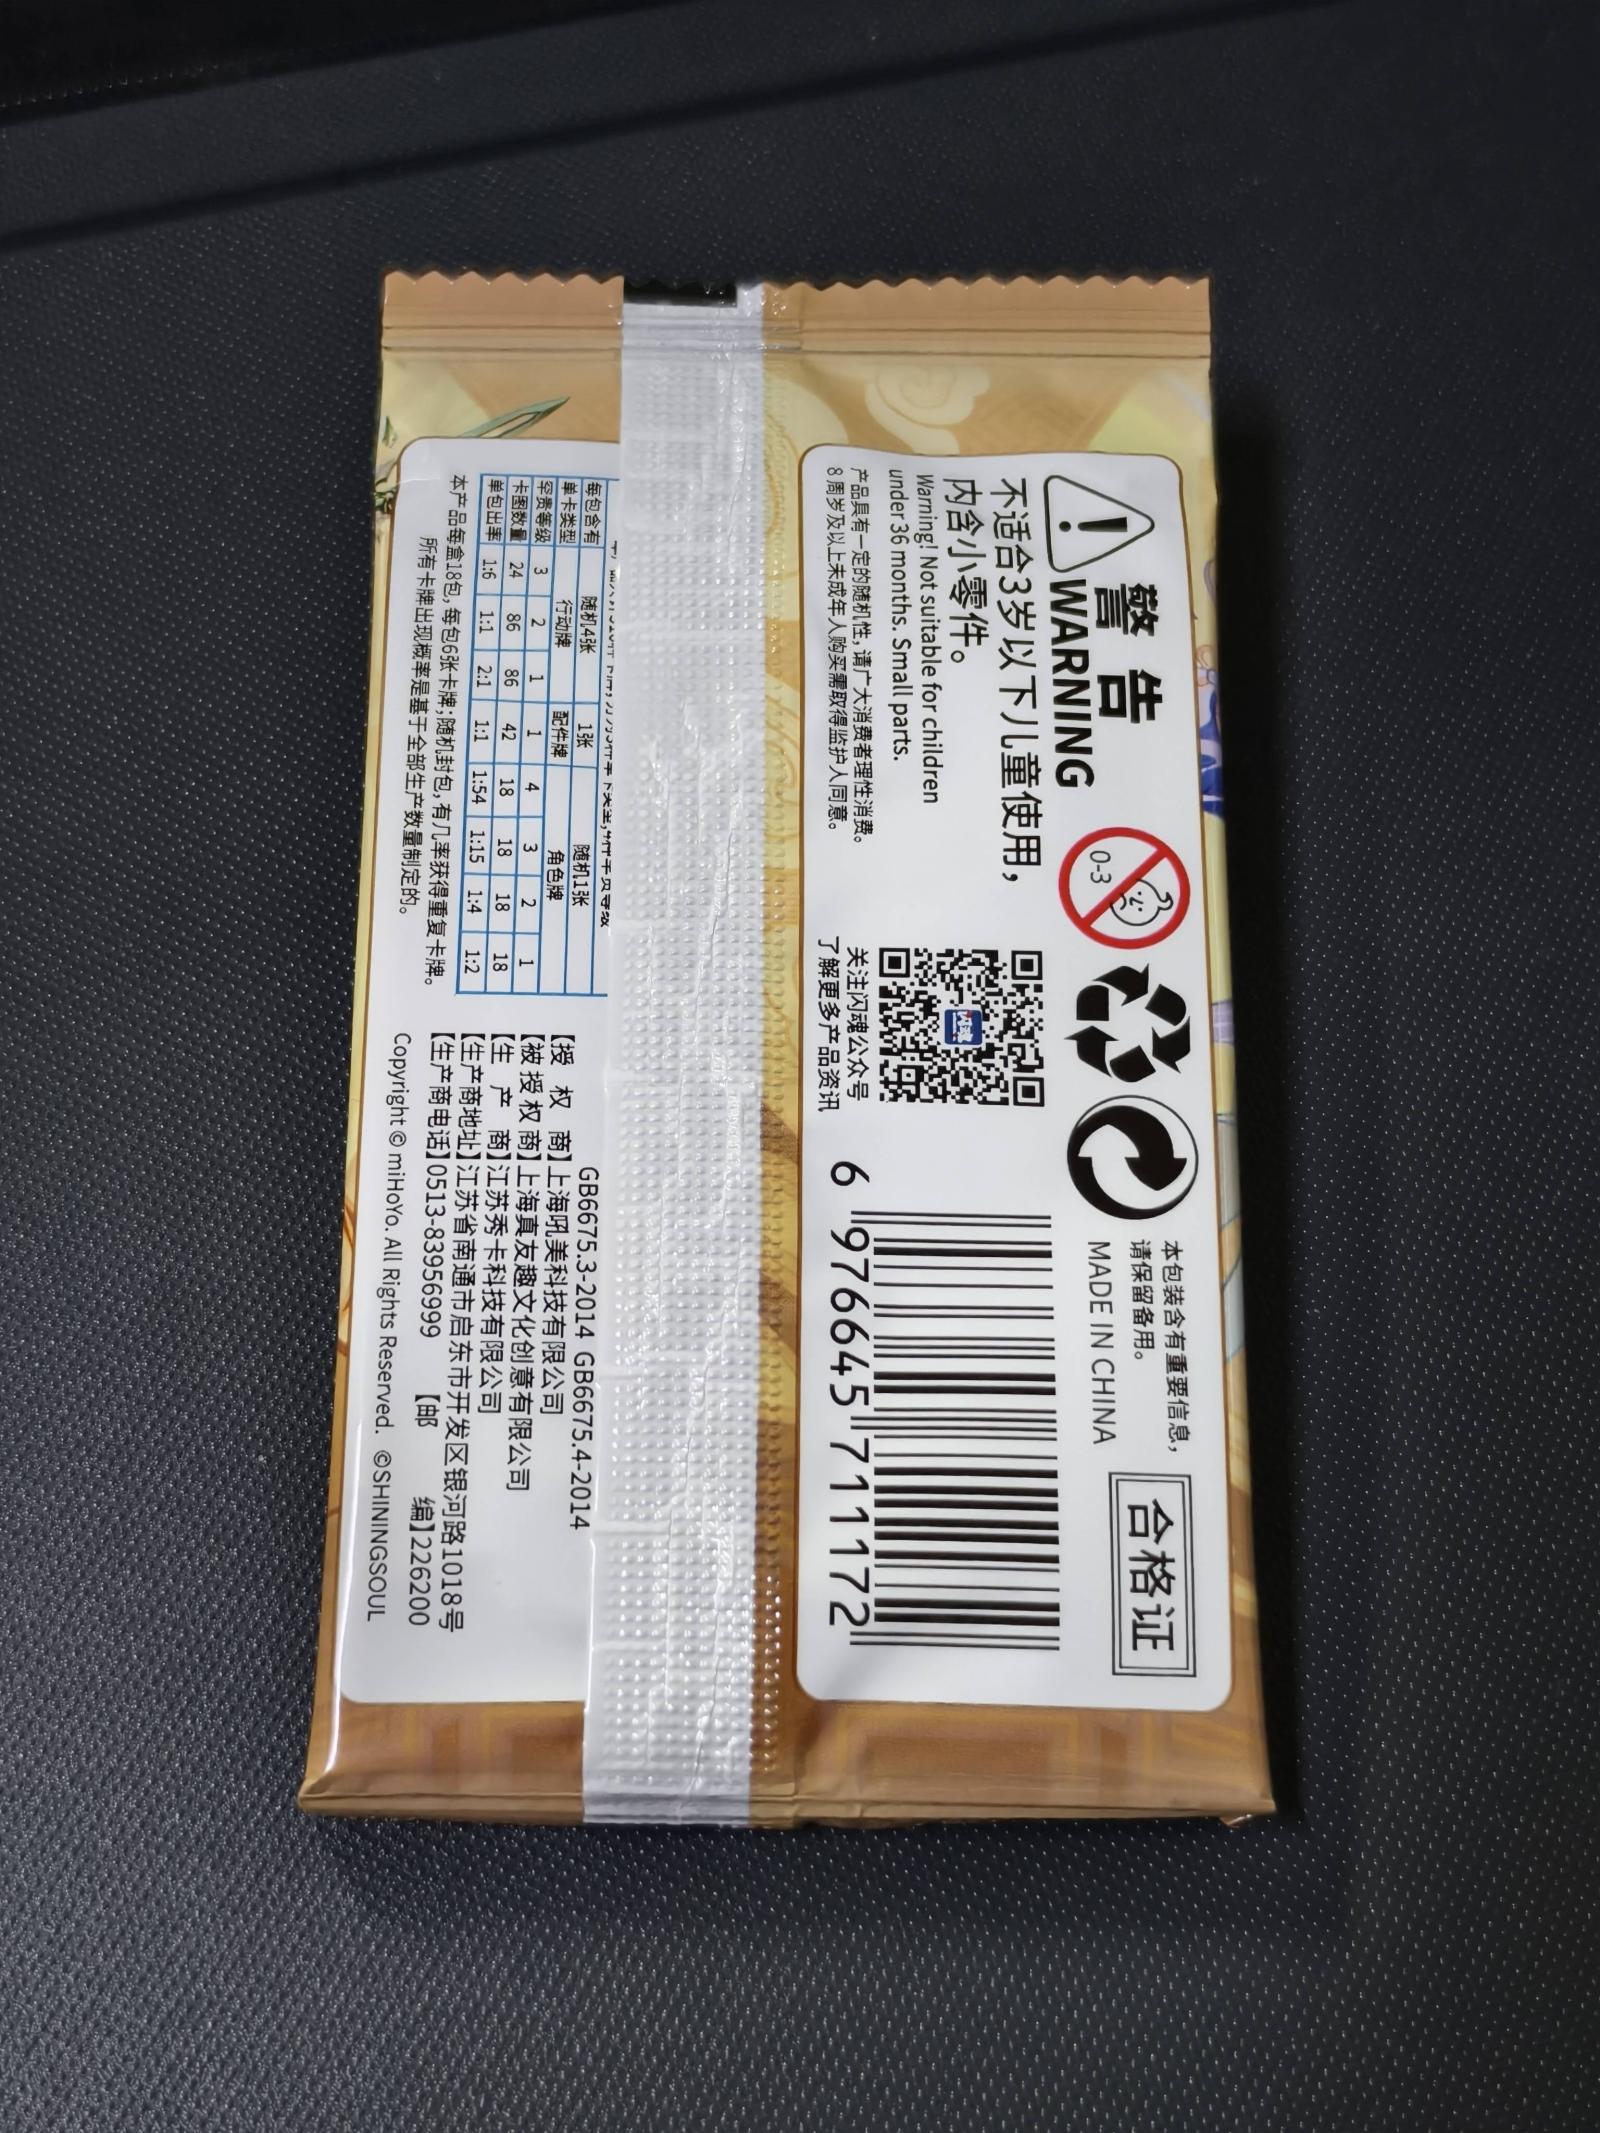 警 告
WARNING
不适合3岁以下儿童使用，
内含小零件。
Warning! Not suitable for children
under 36 months. Small parts.
产品具有一定的随机性，请广大消费者理性消费。
8周岁及以上未成年人购买需取得监护人同意。
0-3
闪魂
关注闪魂公众号
了解更多产品资讯
本包装含有重要信息，
请保留备用。
MADE IN CHINA
合格证
6 976645 711172
每包含有 随机4张 1张 随机1张
单卡类型 行动牌 配件牌 角色牌
罕贵等级 3 2 1 1 4 3 2 1
卡图数量 24 86 86 42 18 18 18 18
单包出率 1:6 1:1 2:1 1:1 1:54 1:15 1:4 1:2
本产品每盒18包，每包6张卡牌；随机封包，有几率获得重复卡牌。
所有卡牌出现概率是基于全部生产数量制定的。
GB6675.3-2014 GB6675.4-2014
【授 权 商】上海吼美科技有限公司
【被授权商】上海真友趣文化创意有限公司
【生 产 商】江苏秀卡科技有限公司
【生产商地址】江苏省南通市启东市开发区银河路1018号
【生产商电话】0513-83956999 【邮 编】226200
Copyright © miHoYo. All Rights Reserved. ©SHININGSOUL